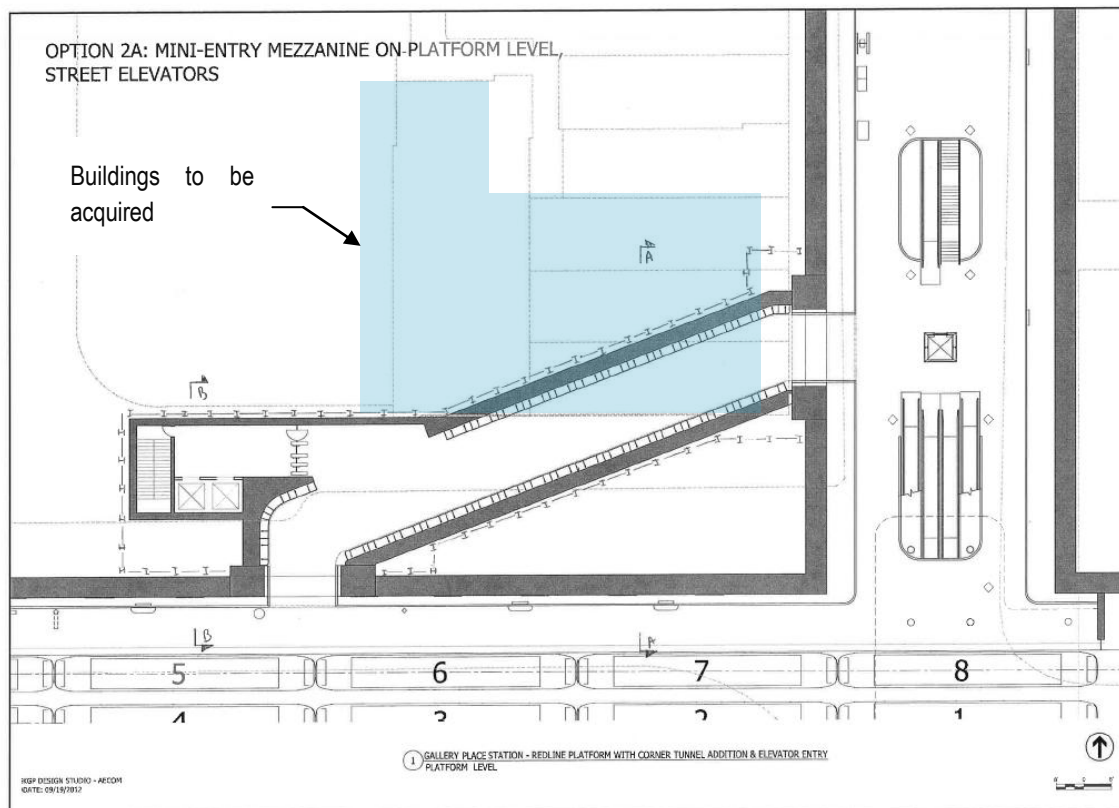 OPTION 2A: MINI-ENTRY MEZZANINE ON PLATFORM LEVEL,
STREET ELEVATORS
Buildings to be
acquired
A
B
B
A
5
6
7
8
4
3
2
1
1 GALLERY PLACE STATION - REDLINE PLATFORM WITH CORNER TUNNEL ADDITION & ELEVATOR ENTRY
PLATFORM LEVEL
KGP DESIGN STUDIO - AECOM
DATE: 09/19/2012